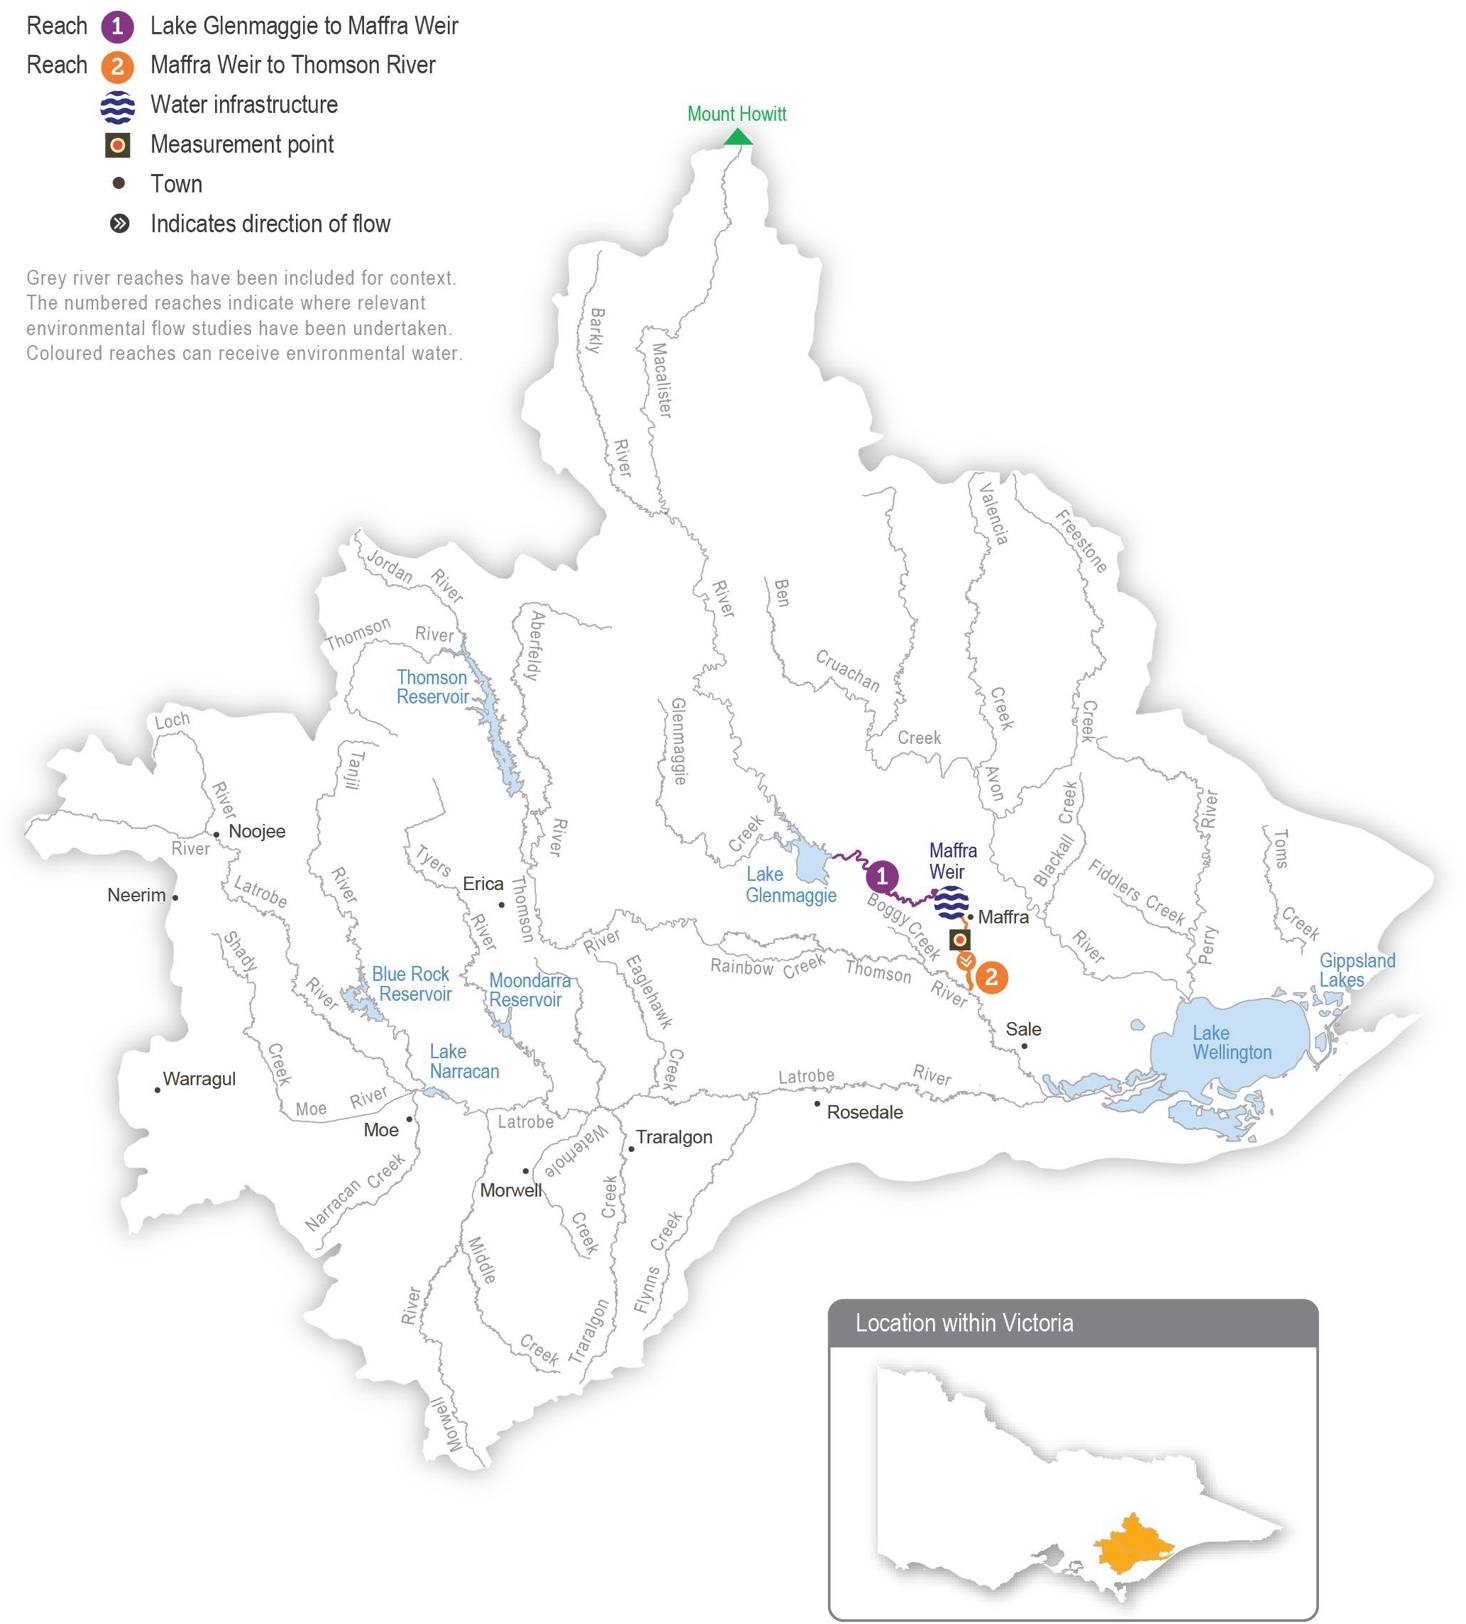 Reach 1 Lake Glenmaggie to Maffra Weir
Reach 2 Maffra Weir to Thomson River
Water infrastructure
Measurement point
Town
Indicates direction of flow
Grey river reaches have been included for context.
The numbered reaches indicate where relevant
environmental flow studies have been undertaken.
Coloured reaches can receive environmental water.
Mount Howitt
Barkly
River
Macalister
River
Valencia
Creek
Freestone
Creek
Ben
Cruachan
Creek
Jordan
River
Thomson
River
Thomson
Reservoir
Aberfeldy
River
Glenmaggie
Creek
Loch
River
Tanjil
River
Avon
River
Blackall
Creek
Fiddlers Creek
Perry
River
Toms
Creek
Noojee
River
Latrobe
River
Neerim
Tyers
River
Erica
Thomson
River
Lake
Glenmaggie
1
Maffra
Weir
Maffra
Boggy Creek
2
Shady
Creek
Blue Rock
Reservoir
Moondarra
Reservoir
Eaglehawk
Creek
Rainbow Creek
Thomson
River
Gippsland
Lakes
Lake
Wellington
Sale
Lake
Narracan
Warragul
Moe
River
Moe
Latrobe
Latrobe
River
Rosedale
Traralgon
Waterhole
Creek
Morwell
Narracan
Creek
Middle
Creek
Traralgon
Creek
Flynns
Creek
River
Morwell
Location within Victoria